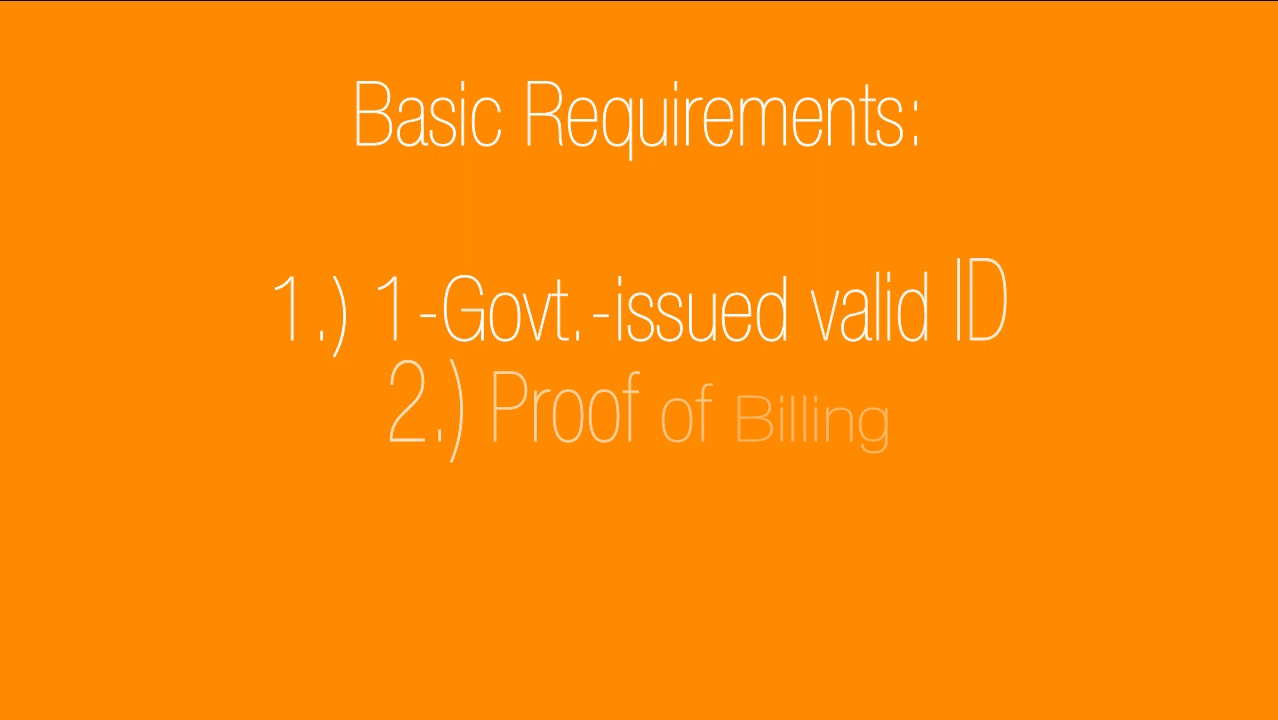 Basic Requirements:
1.) 1-Govt.-issued valid ID
2.) Proof of Billing